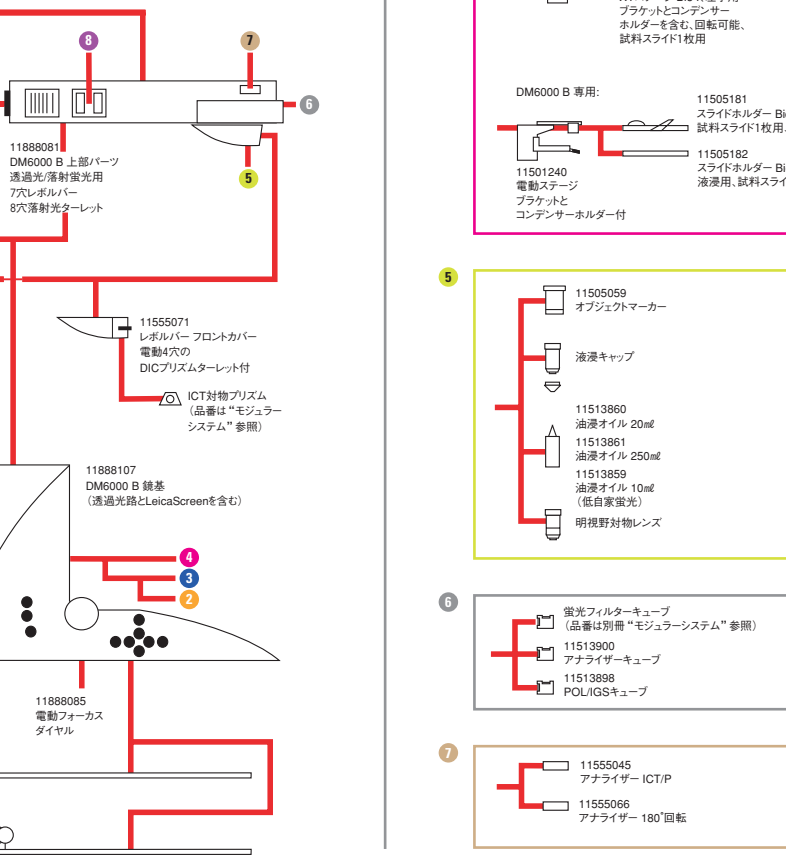 8
7
6
11888081
DM6000 B 上部パーツ
透過光/落射蛍光用
7穴レボルバー
8穴落射光ターレット
5
11555071
レボルバー フロントカバー
電動4穴の
DICプリズムターレット付
ICT対物プリズム
（品番は“モジュラー
システム”参照）
11888107
DM6000 B 鏡基
（透過光路とLeicaScreenを含む）
4
3
2
11888085
電動フォーカス
ダイヤル
ブラケットとコンデンサー
ホルダーを含む、回転可能、
試料スライド1枚用
DM6000 B 専用:
11505181
スライドホルダー
試料スライド1枚用、
11505182
スライドホルダー
液浸用、試料スライ
11501240
電動ステージ
ブラケットと
コンデンサーホルダー付
5
11505059
オブジェクトマーカー
液浸キャップ
11513860
油浸オイル 20㎖
11513861
油浸オイル 250㎖
11513859
油浸オイル 10㎖
（低自家蛍光）
明視野対物レンズ
6
蛍光フィルターキューブ
（品番は別冊“モジュラーシステム”参照）
11513900
アナライザーキューブ
11513898
POL/IGSキューブ
7
11555045
アナライザー ICT/P
11555066
アナライザー 180°回転